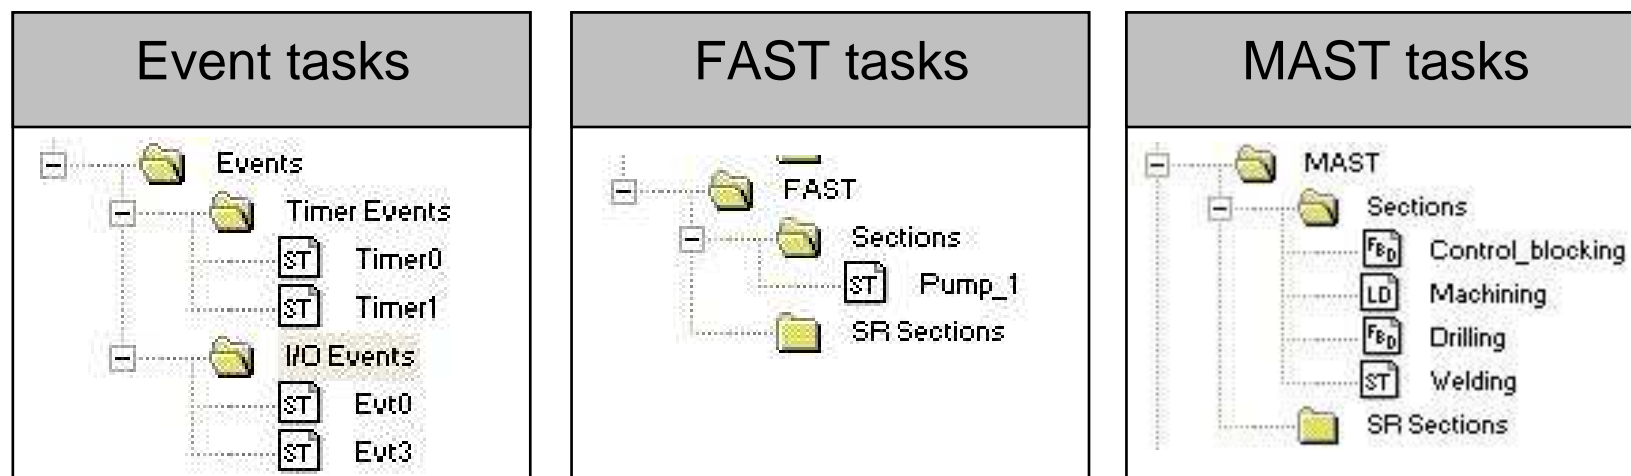 Event tasks
Events
Timer Events
ST Timer0
ST Timer1
I/O Events
ST Evt0
ST Evt3
FAST tasks
FAST
Sections
ST Pump_1
SR Sections
MAST tasks
MAST
Sections
FBD Control_blocking
LD Machining
FBD Drilling
ST Welding
SR Sections